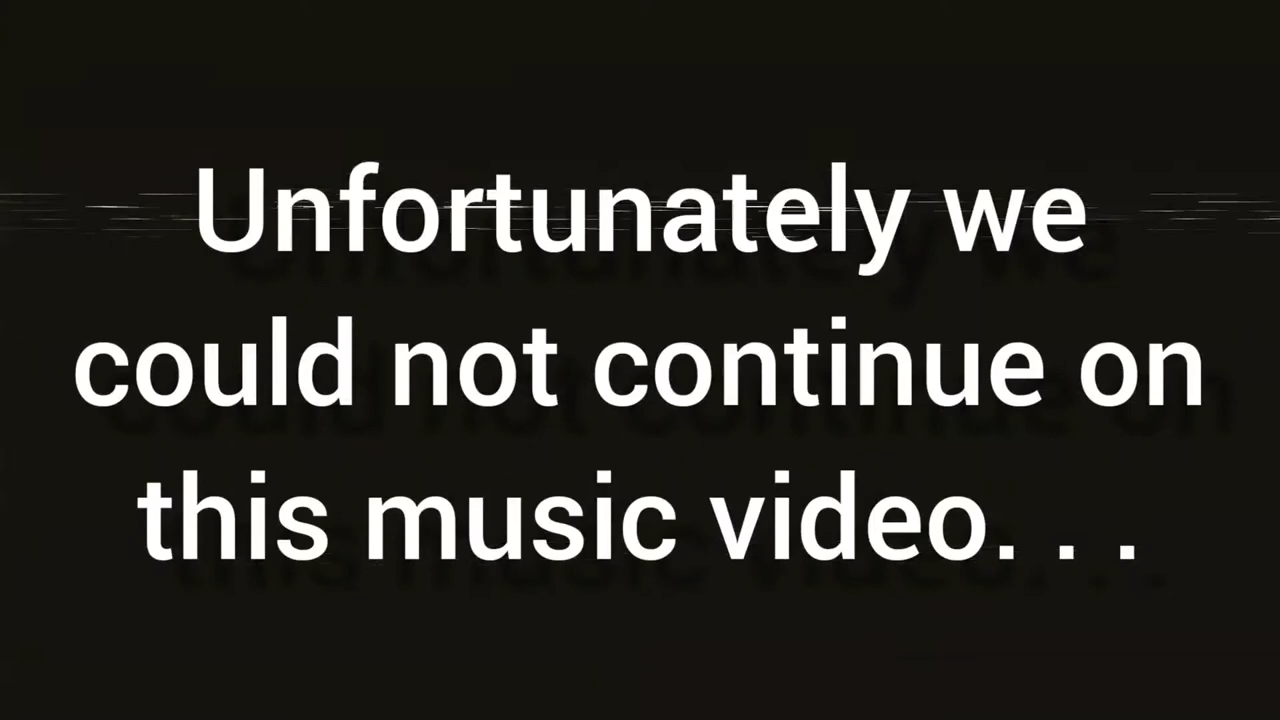 Unfortunately we
could not continue on
this music video. . .